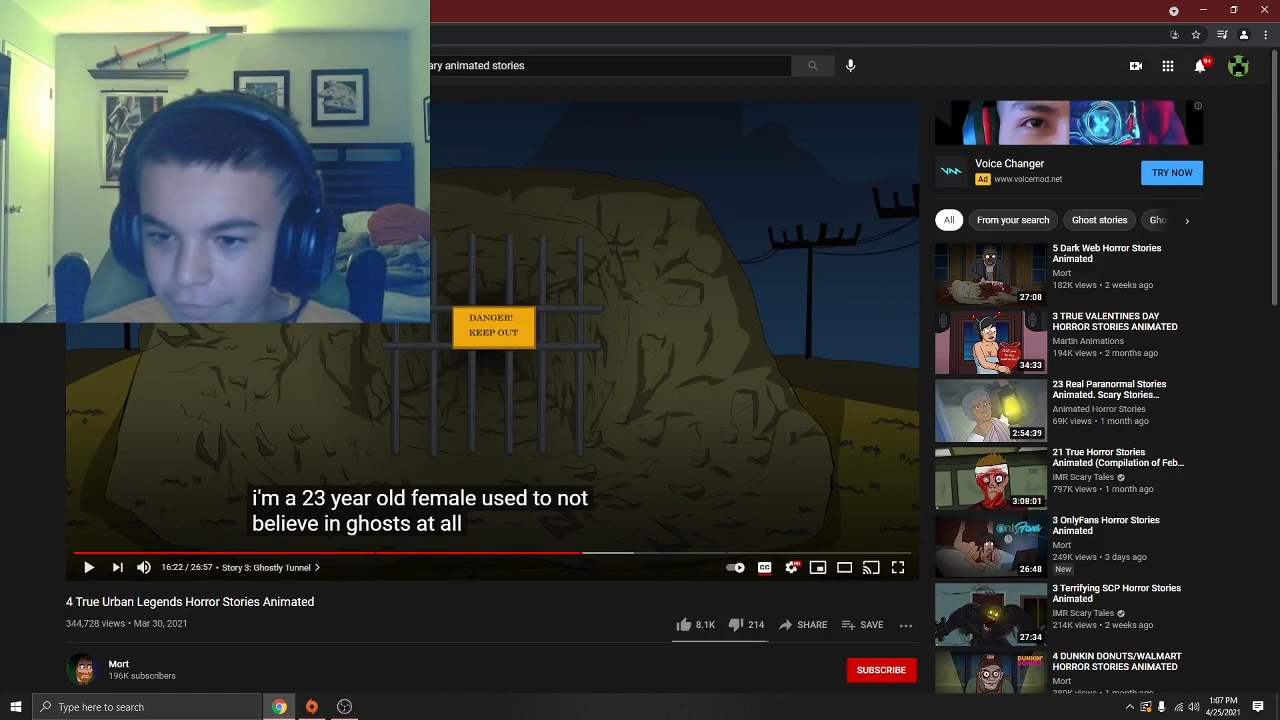 ary animated stories
9+
DANGER!
KEEP OUT
i'm a 23 year old female used to not
believe in ghosts at all
16:22 / 26:57 • Story 3: Ghostly Tunnel
CC
HD
4 True Urban Legends Horror Stories Animated
344,728 views • Mar 30, 2021
8.1K
214
SHARE
SAVE
Mort
196K subscribers
SUBSCRIBE
Voice Changer
Ad
www.voicemod.net
TRY NOW
All
From your search
Ghost stories
Gho
5 Dark Web Horror Stories
Animated
Mort
182K views • 2 weeks ago
27:08
3 TRUE VALENTINES DAY
HORROR STORIES ANIMATED
Martin Animations
194K views • 2 months ago
34:33
23 Real Paranormal Stories
Animated. Scary Stories...
Animated Horror Stories
69K views • 1 month ago
2:54:39
21 True Horror Stories
Animated (Compilation of Feb...
IMR Scary Tales
797K views • 1 month ago
3:08:01
3 OnlyFans Horror Stories
Animated
Mort
249K views • 3 days ago
New
OnlyFans
26:48
3 Terrifying SCP Horror Stories
Animated
IMR Scary Tales
214K views • 2 weeks ago
27:34
4 DUNKIN DONUTS/WALMART
HORROR STORIES ANIMATED
Mort
DUNKIN'
DONUTS
Type here to search
1:07 PM
4/25/2021